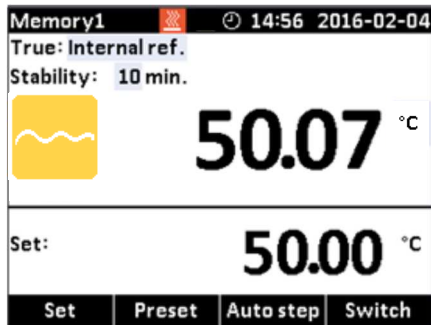 Memory1 14:56 2016-02-04
True: Internal ref.
Stability: 10 min.
50.07 °C
Set: 50.00 °C
Set Preset Auto step Switch